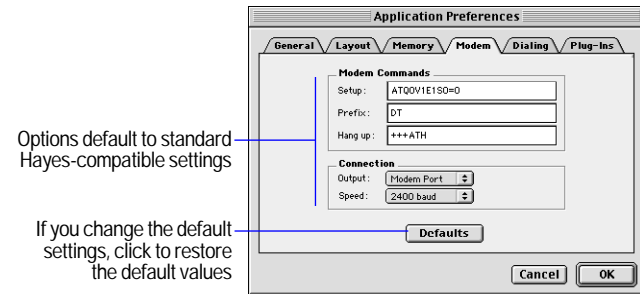 Application Preferences
General Layout Memory Modem Dialing Plug-Ins
Modem Commands
Setup: ATQ0V1E1S0=0
Prefix: DT
Hang up: +++ATH
Options default to standard
Hayes-compatible settings
Connection
Output: Modem Port
Speed: 2400 baud
If you change the default
settings, click to restore
the default values
Defaults
Cancel OK